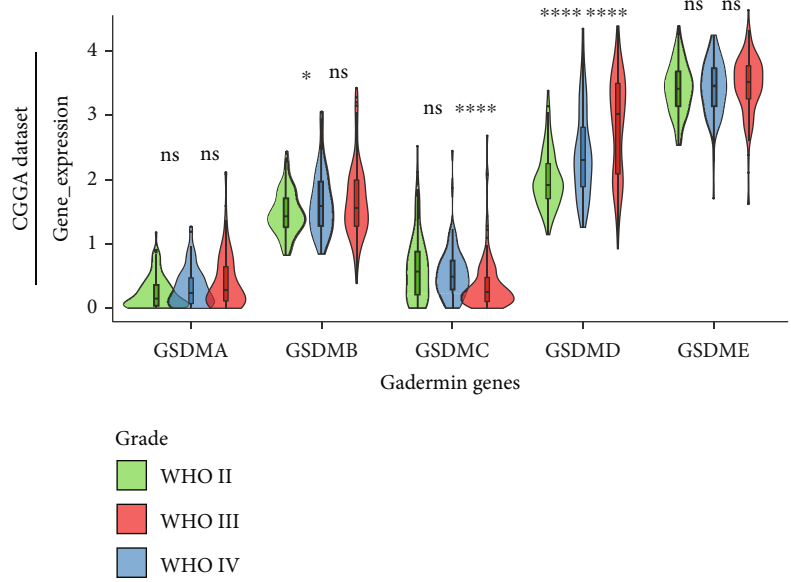 ns ns
**** ****
* ns
ns ****
ns ns
CGGA dataset
Gene_expression
4
3
2
1
0
GSDMA GSDMB GSDMC GSDMD GSDME
Gadermin genes
Grade
WHO II
WHO III
WHO IV